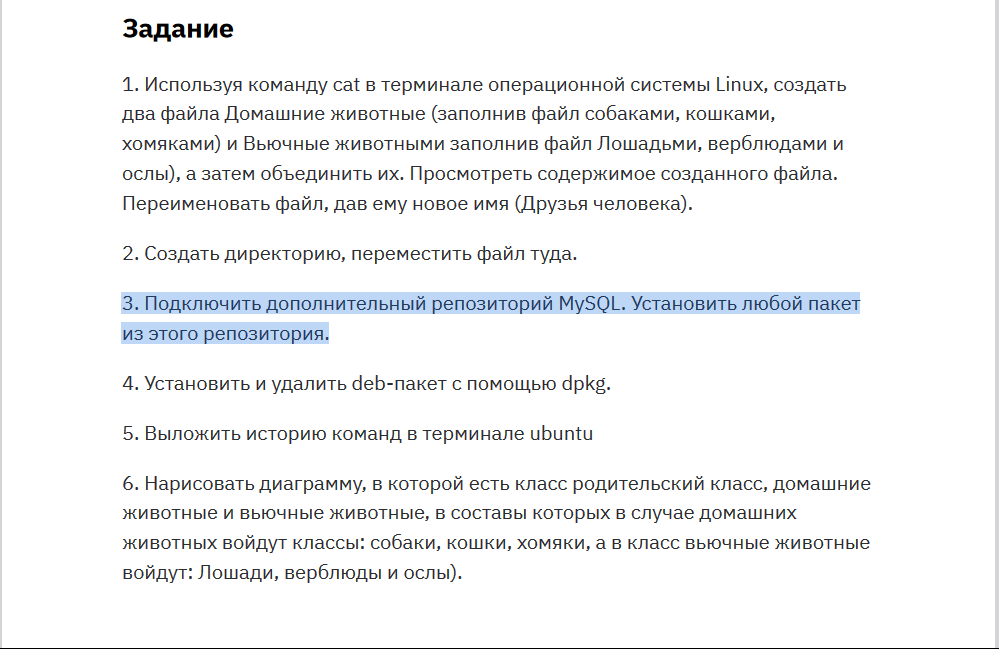 Задание
1. Используя команду cat в терминале операционной системы Linux, создать
два файла Домашние животные (заполнив файл собаками, кошками,
хомяками) и Вьючные животными заполнив файл Лошадьми, верблюдами и
ослы), а затем объединить их. Просмотреть содержимое созданного файла.
Переименовать файл, дав ему новое имя (Друзья человека).
2. Создать директорию, переместить файл туда.
3. Подключить дополнительный репозиторий MySQL. Установить любой пакет
из этого репозитория.
4. Установить и удалить deb-пакет с помощью dpkg.
5. Выложить историю команд в терминале ubuntu
6. Нарисовать диаграмму, в которой есть класс родительский класс, домашние
животные и вьючные животные, в составы которых в случае домашних
животных войдут классы: собаки, кошки, хомяки, а в класс вьючные животные
войдут: Лошади, верблюды и ослы).